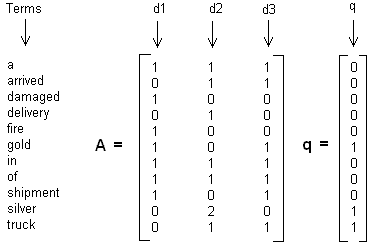 Terms d1 d2 d3 q
a 1 1 1 0
arrived 0 1 1 0
damaged 1 0 0 0
delivery 0 1 0 0
fire 1 0 0 0
gold A = 1 0 1 q = 1
in 1 1 1 0
of 1 1 1 0
shipment 1 0 1 0
silver 0 2 0 1
truck 0 1 1 1